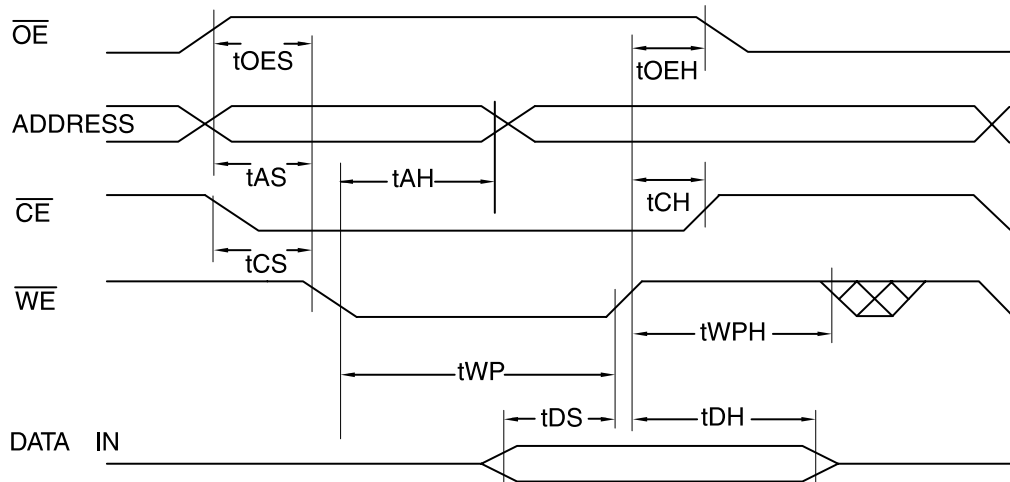 OE
tOES
tOEH
ADDRESS
tAS
tAH
tCH
CE
tCS
WE
tWPH
tWP
tDS
tDH
DATA IN